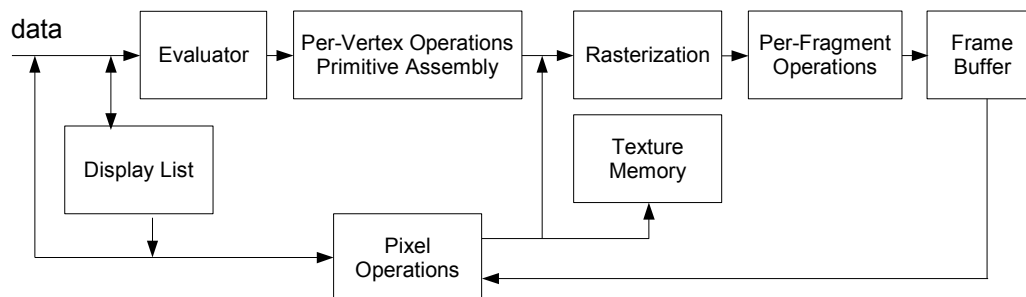 data
Evaluator
Per-Vertex Operations
Primitive Assembly
Rasterization
Per-Fragment
Operations
Frame
Buffer
Display List
Texture
Memory
Pixel
Operations